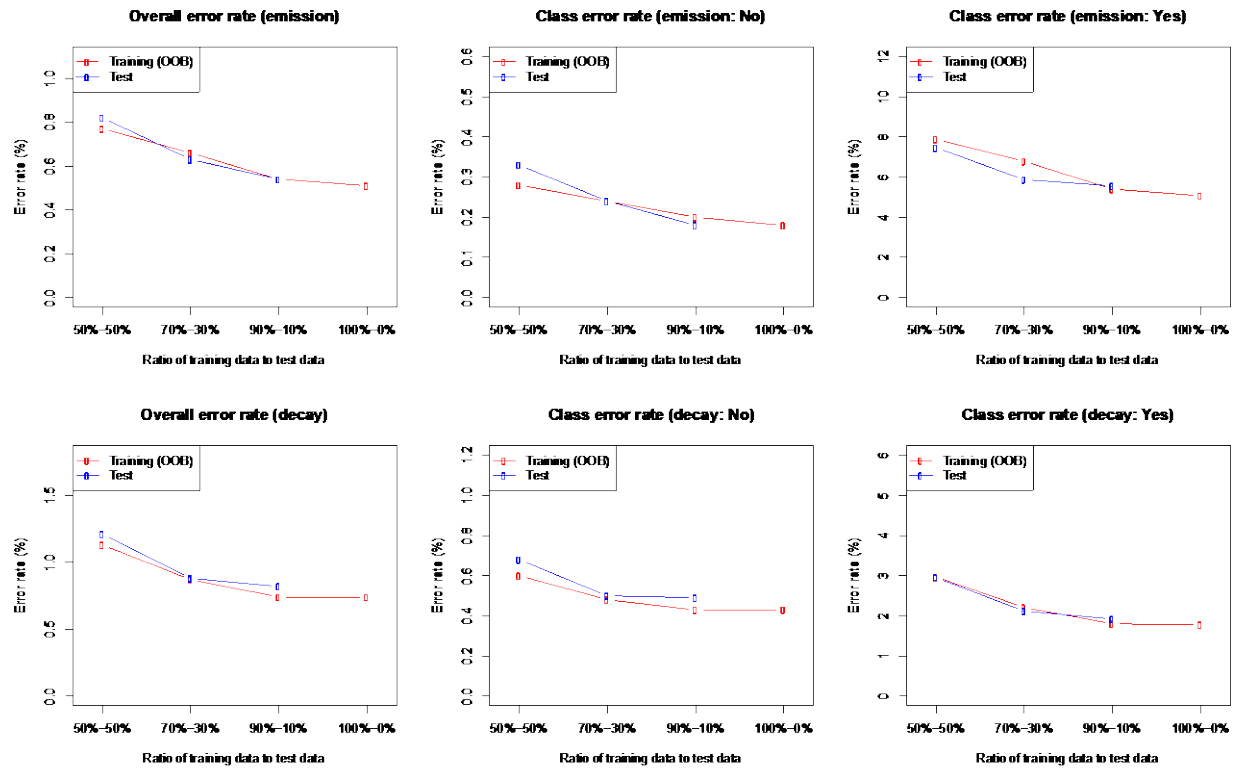 Overall error rate (emission)
Training (OOB)
Test
Error rate (%)
0.0 0.2 0.4 0.6 0.8 1.0
50%−50% 70%−30% 90%−10% 100%−0%
Ratio of training data to test data
Class error rate (emission: No)
Training (OOB)
Test
Error rate (%)
0.0 0.1 0.2 0.3 0.4 0.5 0.6
50%−50% 70%−30% 90%−10% 100%−0%
Ratio of training data to test data
Class error rate (emission: Yes)
Training (OOB)
Test
Error rate (%)
0 2 4 6 8 10 12
50%−50% 70%−30% 90%−10% 100%−0%
Ratio of training data to test data
Overall error rate (decay)
Training (OOB)
Test
Error rate (%)
0.0 0.5 1.0 1.5
50%−50% 70%−30% 90%−10% 100%−0%
Ratio of training data to test data
Class error rate (decay: No)
Training (OOB)
Test
Error rate (%)
0.0 0.2 0.4 0.6 0.8 1.0 1.2
50%−50% 70%−30% 90%−10% 100%−0%
Ratio of training data to test data
Class error rate (decay: Yes)
Training (OOB)
Test
Error rate (%)
0 1 2 3 4 5 6
50%−50% 70%−30% 90%−10% 100%−0%
Ratio of training data to test data